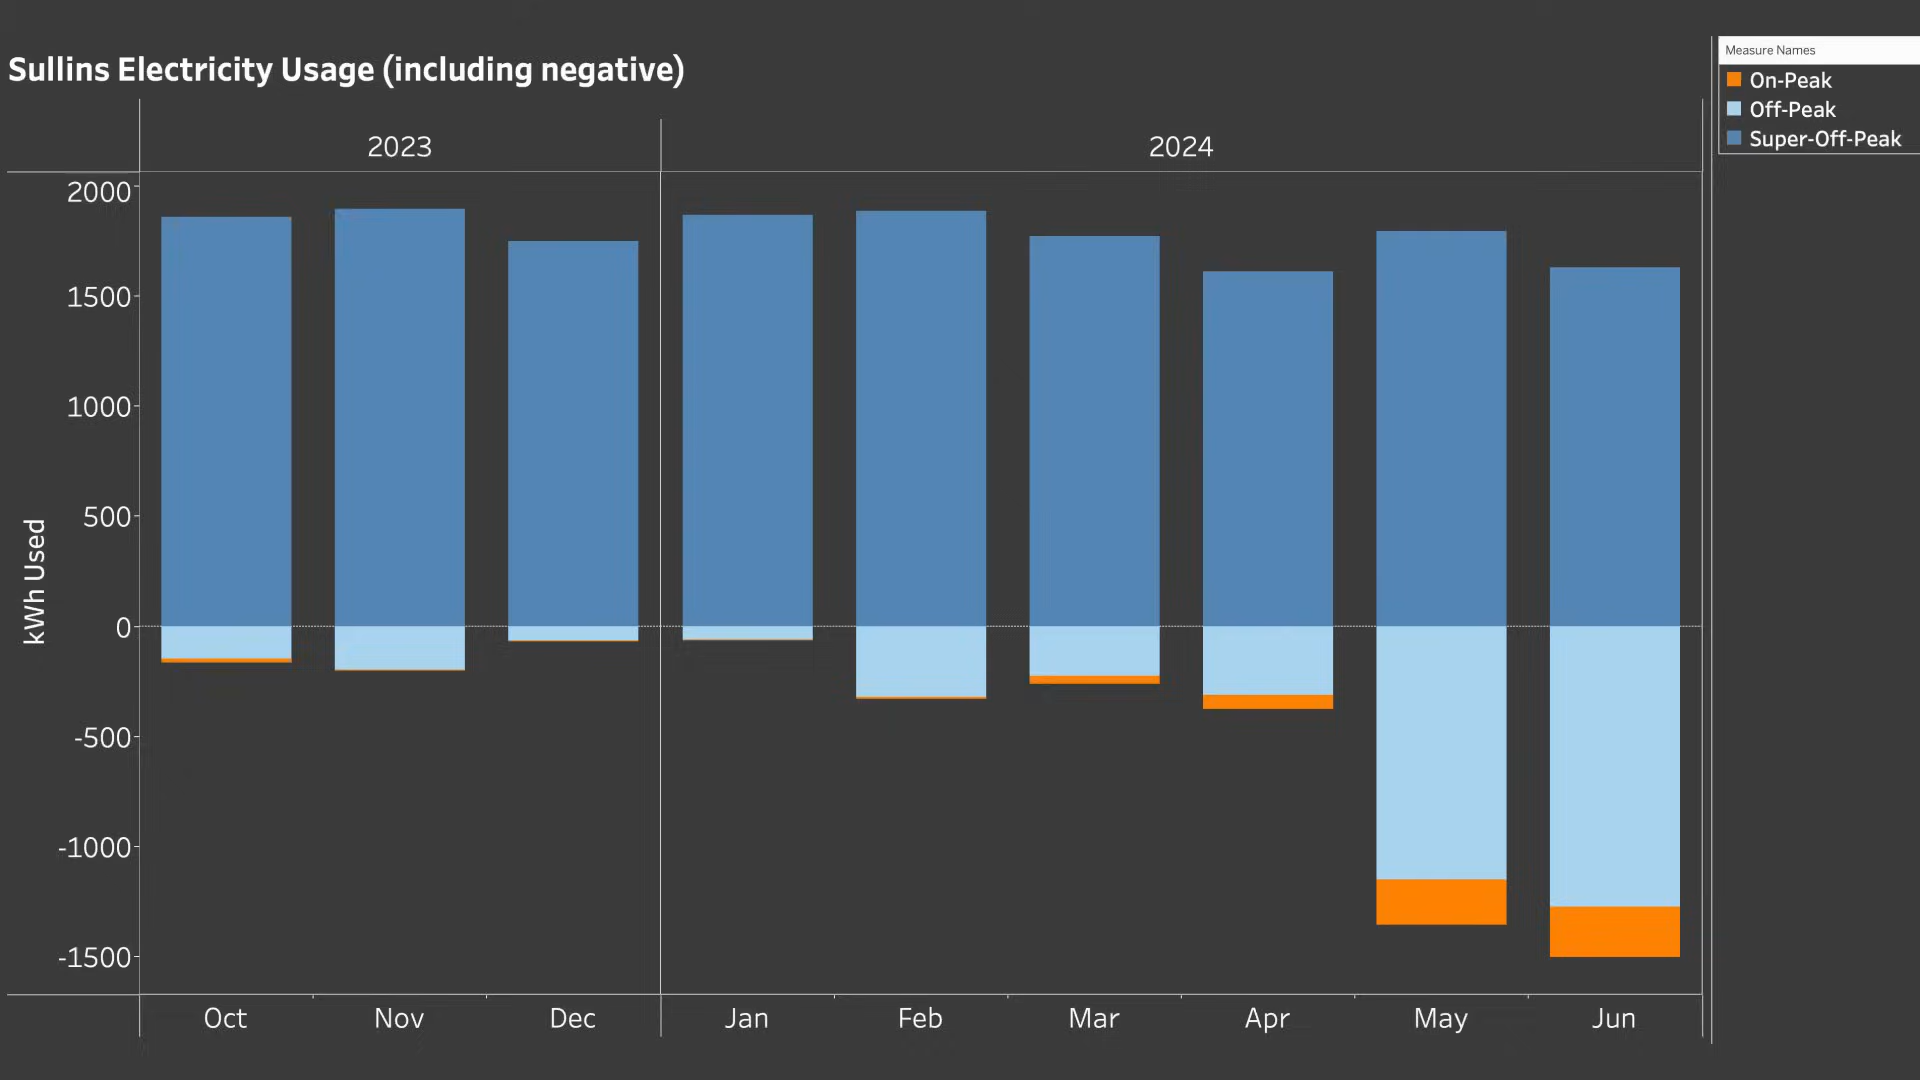 Sullins Electricity Usage (including negative)
Measure Names
On-Peak
Off-Peak
Super-Off-Peak
2023
2024
2000
1500
1000
500
0
-500
-1000
-1500
kWh Used
Oct
Nov
Dec
Jan
Feb
Mar
Apr
May
Jun